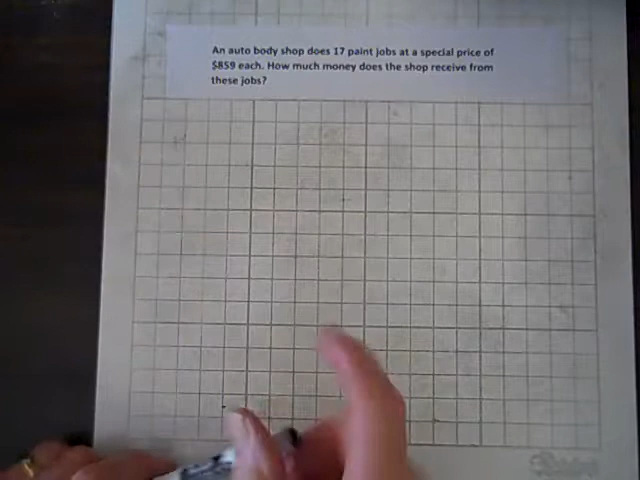 An auto body shop does 17 paint jobs at a special price of
$859 each. How much money does the shop receive from
these jobs?